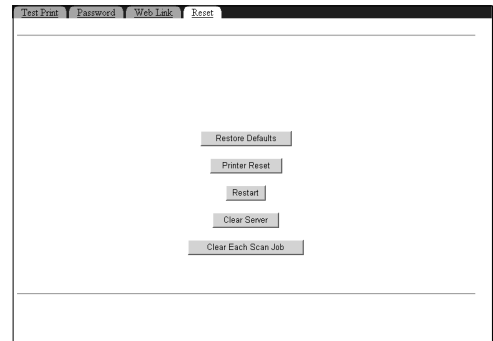 Test Print Password Web Link Reset
Restore Defaults
Printer Reset
Restart
Clear Server
Clear Each Scan Job